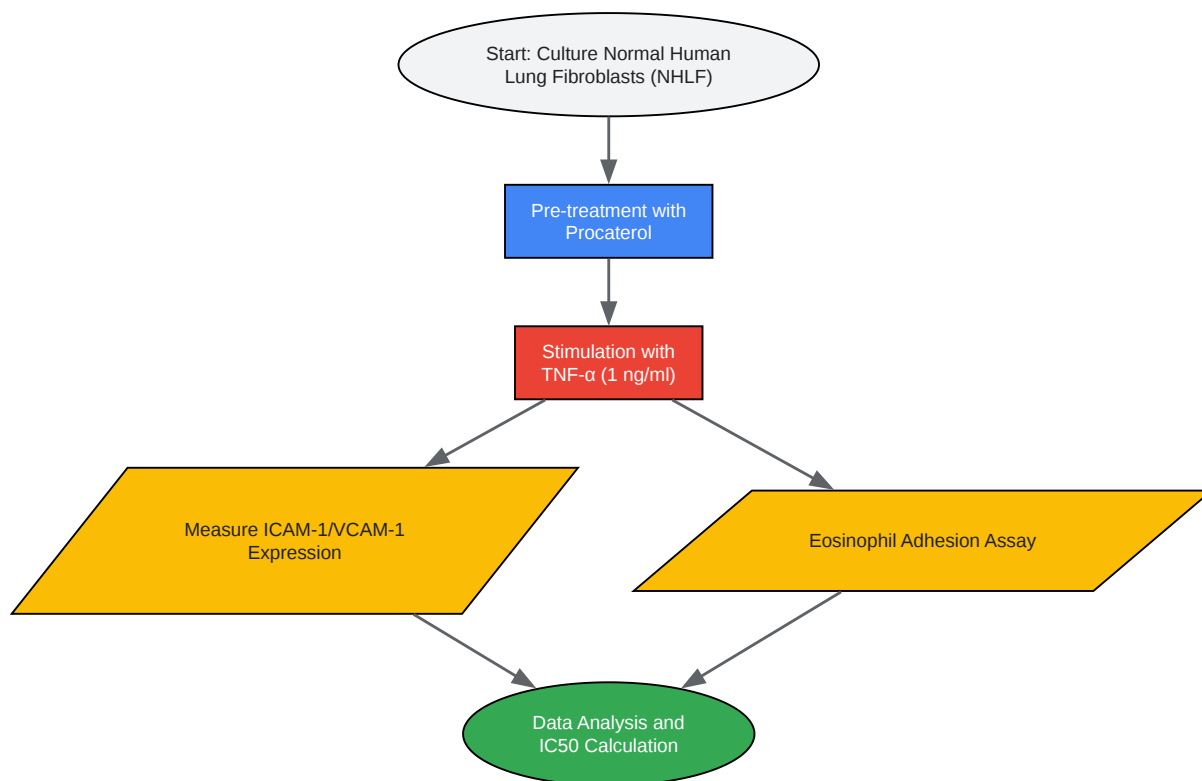 Start: Culture Normal Human
Lung Fibroblasts (NHLF)
Pre-treatment with
Procaterol
Stimulation with
TNF-α (1 ng/ml)
Measure ICAM-1/VCAM-1
Expression
Eosinophil Adhesion Assay
Data Analysis and
IC50 Calculation